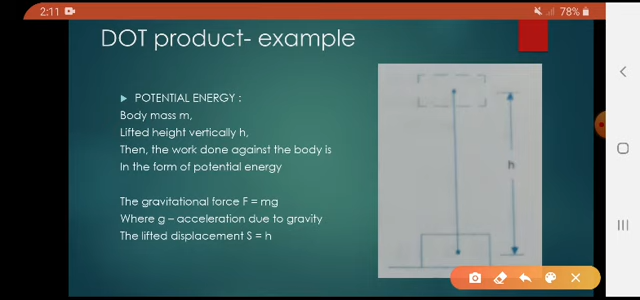 2:11
78%
DOT product- example
POTENTIAL ENERGY :
Body mass m,
Lifted height vertically h,
Then, the work done against the body is
In the form of potential energy
The gravitational force F = mg
Where g – acceleration due to gravity
The lifted displacement S = h
h